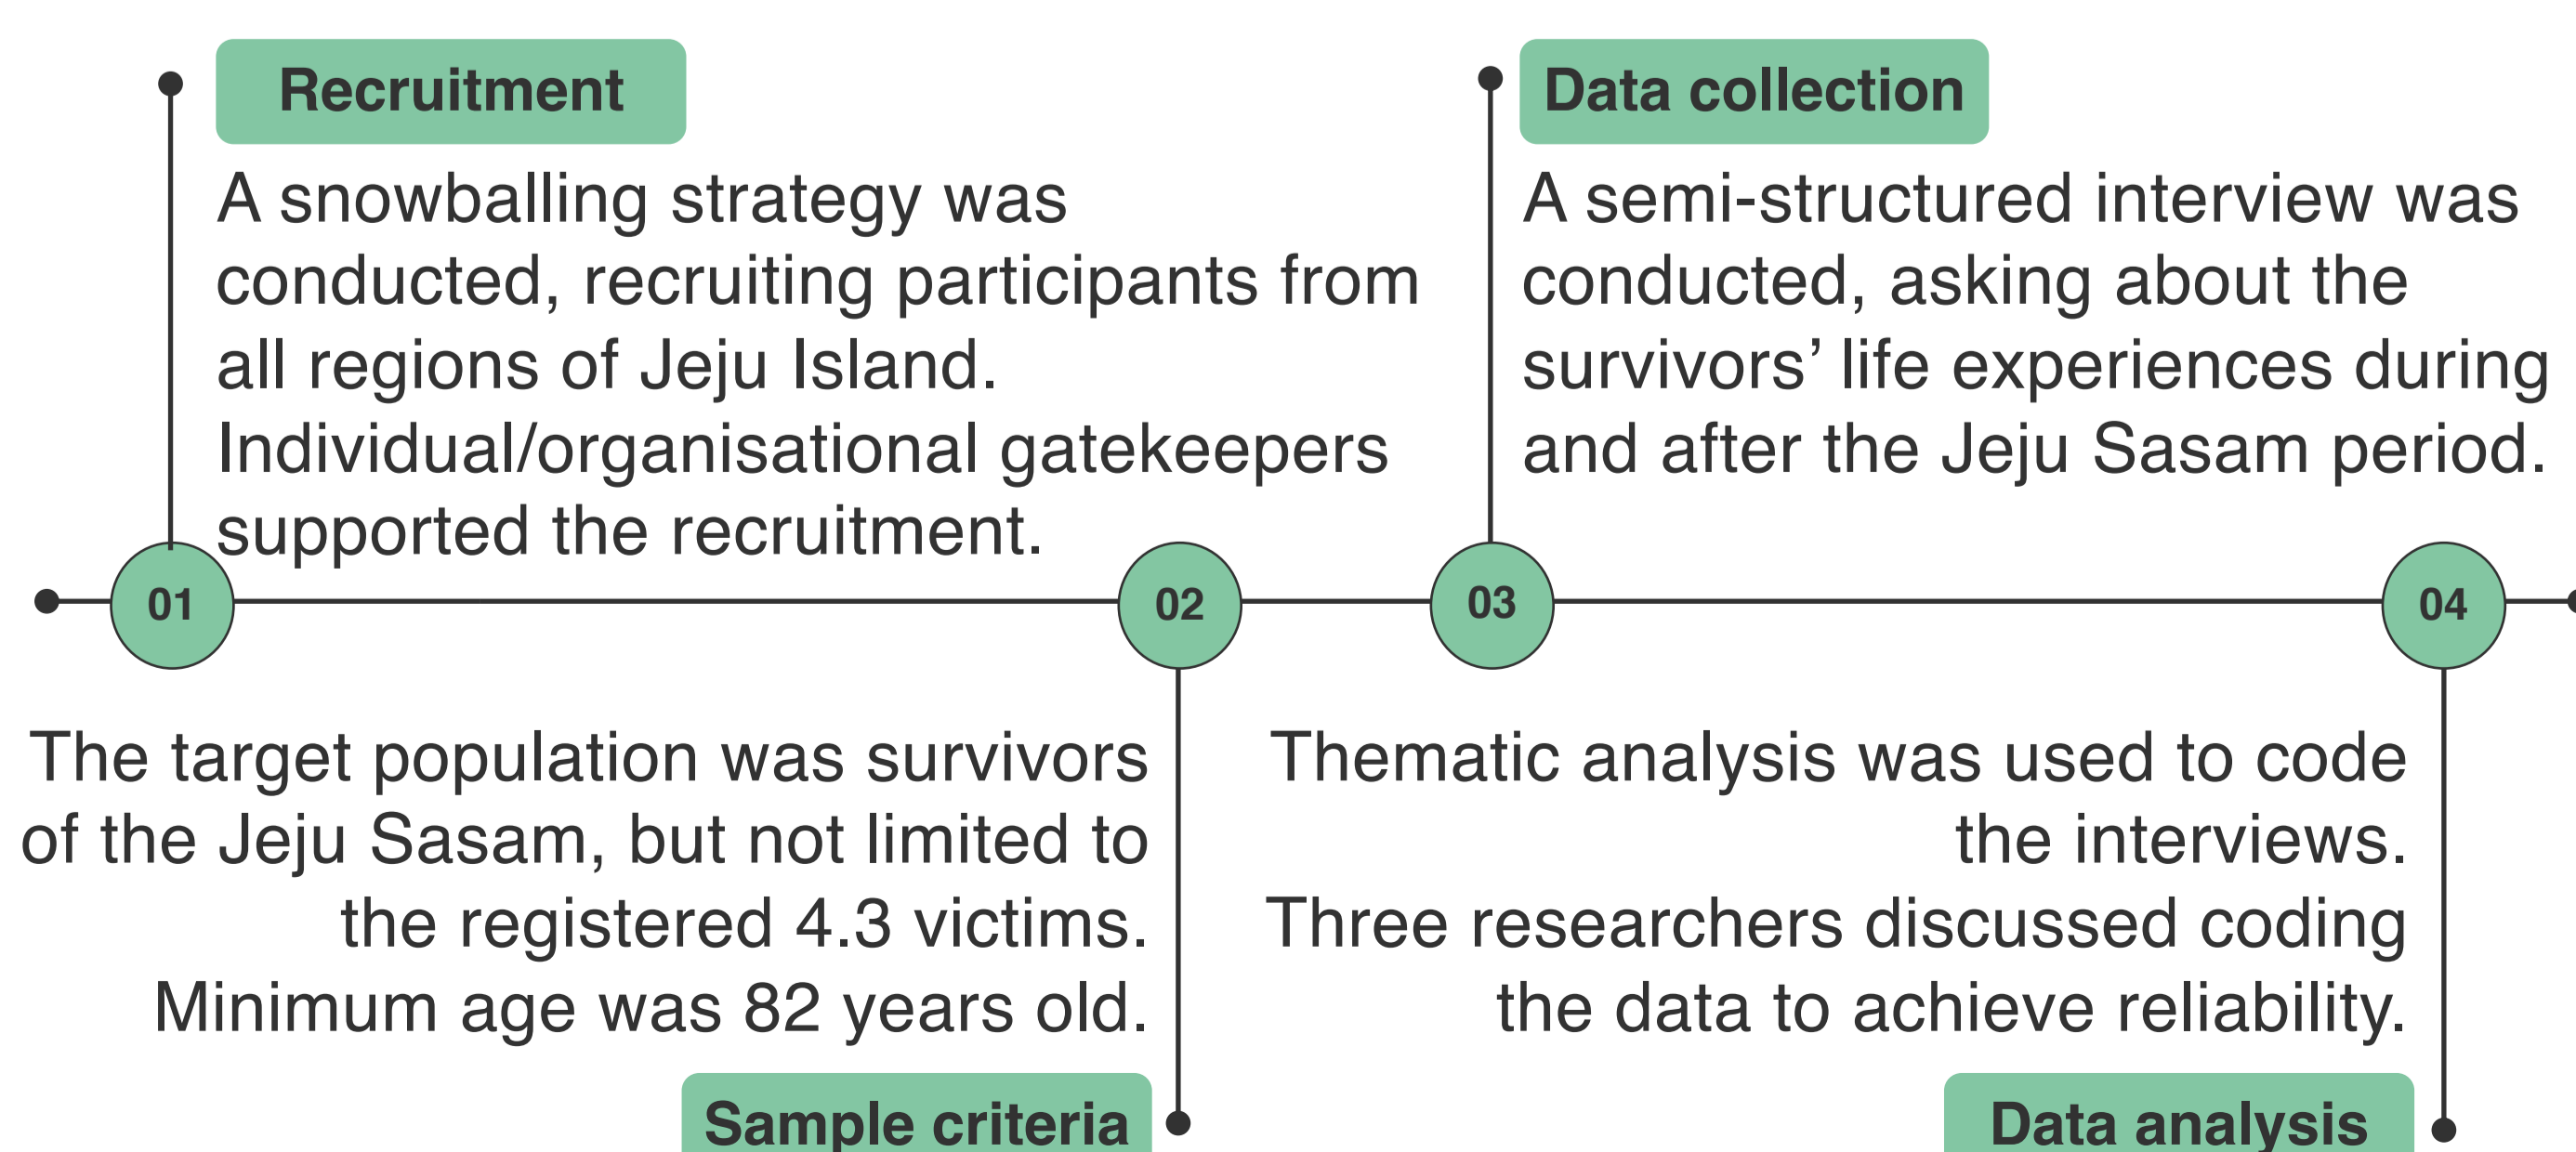 Recruitment
A snowballing strategy was
conducted, recruiting participants from
all regions of Jeju Island.
Individual/organisational gatekeepers
supported the recruitment.
Data collection
A semi-structured interview was
conducted, asking about the
survivors’ life experiences during
and after the Jeju Sasam period.
01
02
03
04
The target population was survivors
of the Jeju Sasam, but not limited to
the registered 4.3 victims.
Minimum age was 82 years old.
Sample criteria
Thematic analysis was used to code
the interviews.
Three researchers discussed coding
the data to achieve reliability.
Data analysis